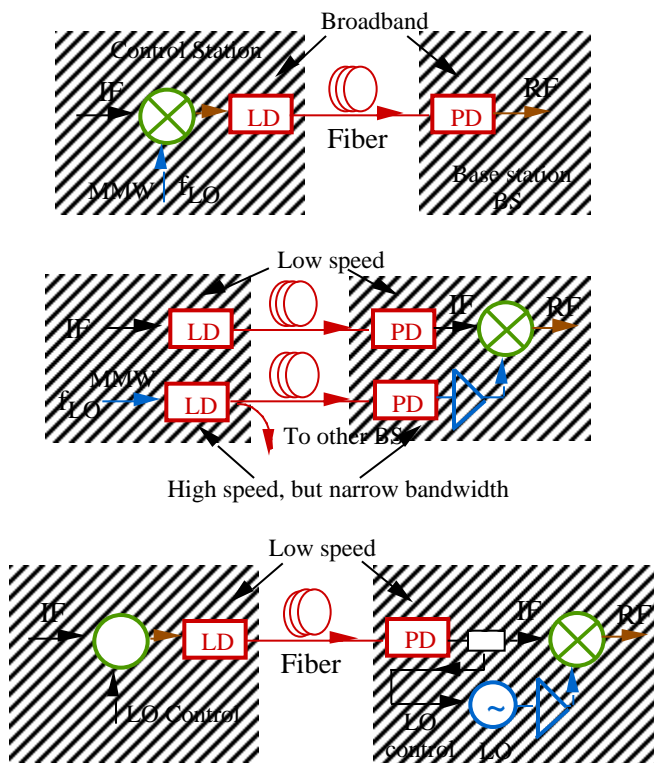 Broadband
Control Station
IF
LD
Fiber
PD
RF
MMW
fLO
Base station
BS
Low speed
IF
LD
PD
IF
RF
MMW
fLO
LD
PD
To other BS
High speed, but narrow bandwidth
Low speed
IF
LD
Fiber
PD
IF
RF
LO Control
~
LO
control
LO